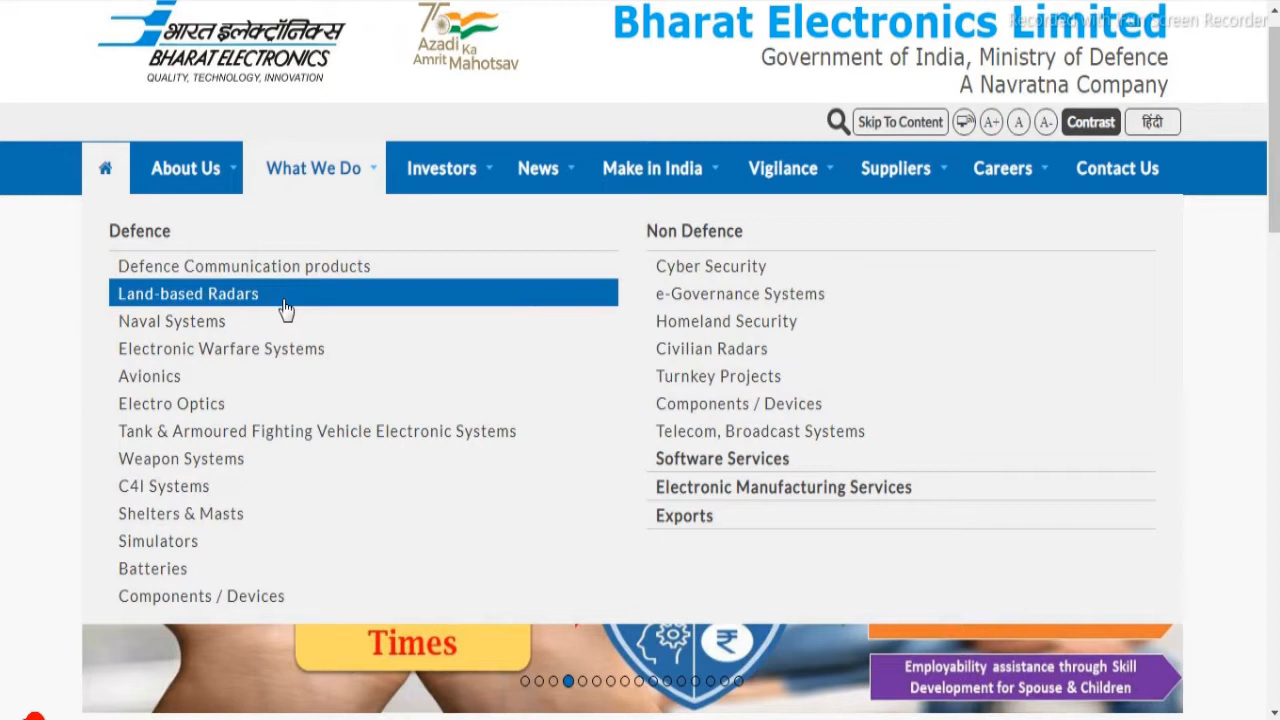 भारत इलेक्ट्रॉनिक्स
BHARAT ELECTRONICS
QUALITY, TECHNOLOGY, INNOVATION
75
Azadi Ka
Amrit Mahotsav
Bharat Electronics Limited
Government of India, Ministry of Defence
A Navratna Company
Screen Recorder
Skip To Content A+ A A- Contrast हिंदी
About Us What We Do Investors News Make in India Vigilance Suppliers Careers Contact Us
Defence
Defence Communication products
Land-based Radars
Naval Systems
Electronic Warfare Systems
Avionics
Electro Optics
Tank & Armoured Fighting Vehicle Electronic Systems
Weapon Systems
C4I Systems
Shelters & Masts
Simulators
Batteries
Components / Devices
Non Defence
Cyber Security
e-Governance Systems
Homeland Security
Civilian Radars
Turnkey Projects
Components / Devices
Telecom, Broadcast Systems
Software Services
Electronic Manufacturing Services
Exports
Times
₹
Employability assistance through Skill
Development for Spouse & Children